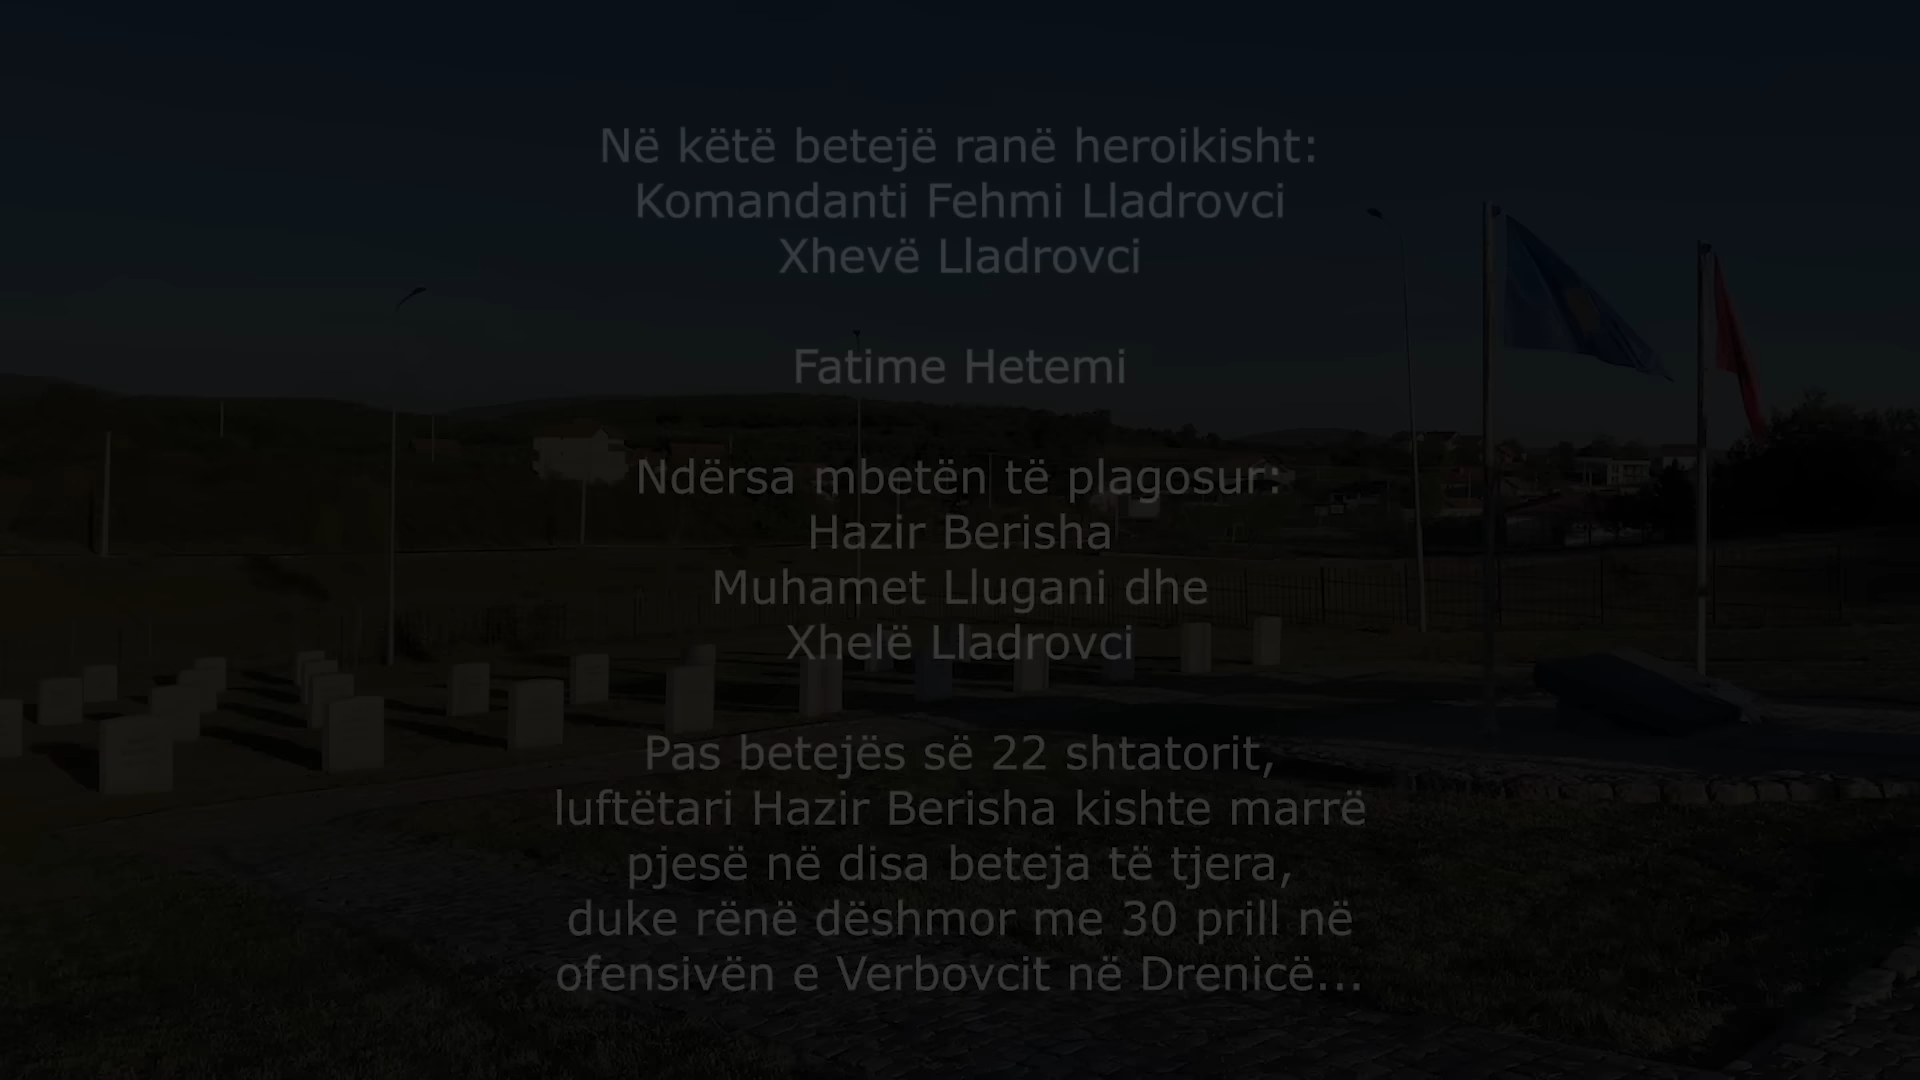 Në këtë betejë ranë heroikisht:
Komandanti Fehmi Lladrovci
Xhevë Lladrovci
Fatime Hetemi
Ndërsa mbetën të plagosur:
Hazir Berisha
Muhamet Llugani dhe
Xhelë Lladrovci
Pas betejës së 22 shtatorit,
luftëtari Hazir Berisha kishte marrë
pjesë në disa beteja të tjera,
duke rënë dëshmor me 30 prill në
ofensivën e Verbovcit në Drenicë...